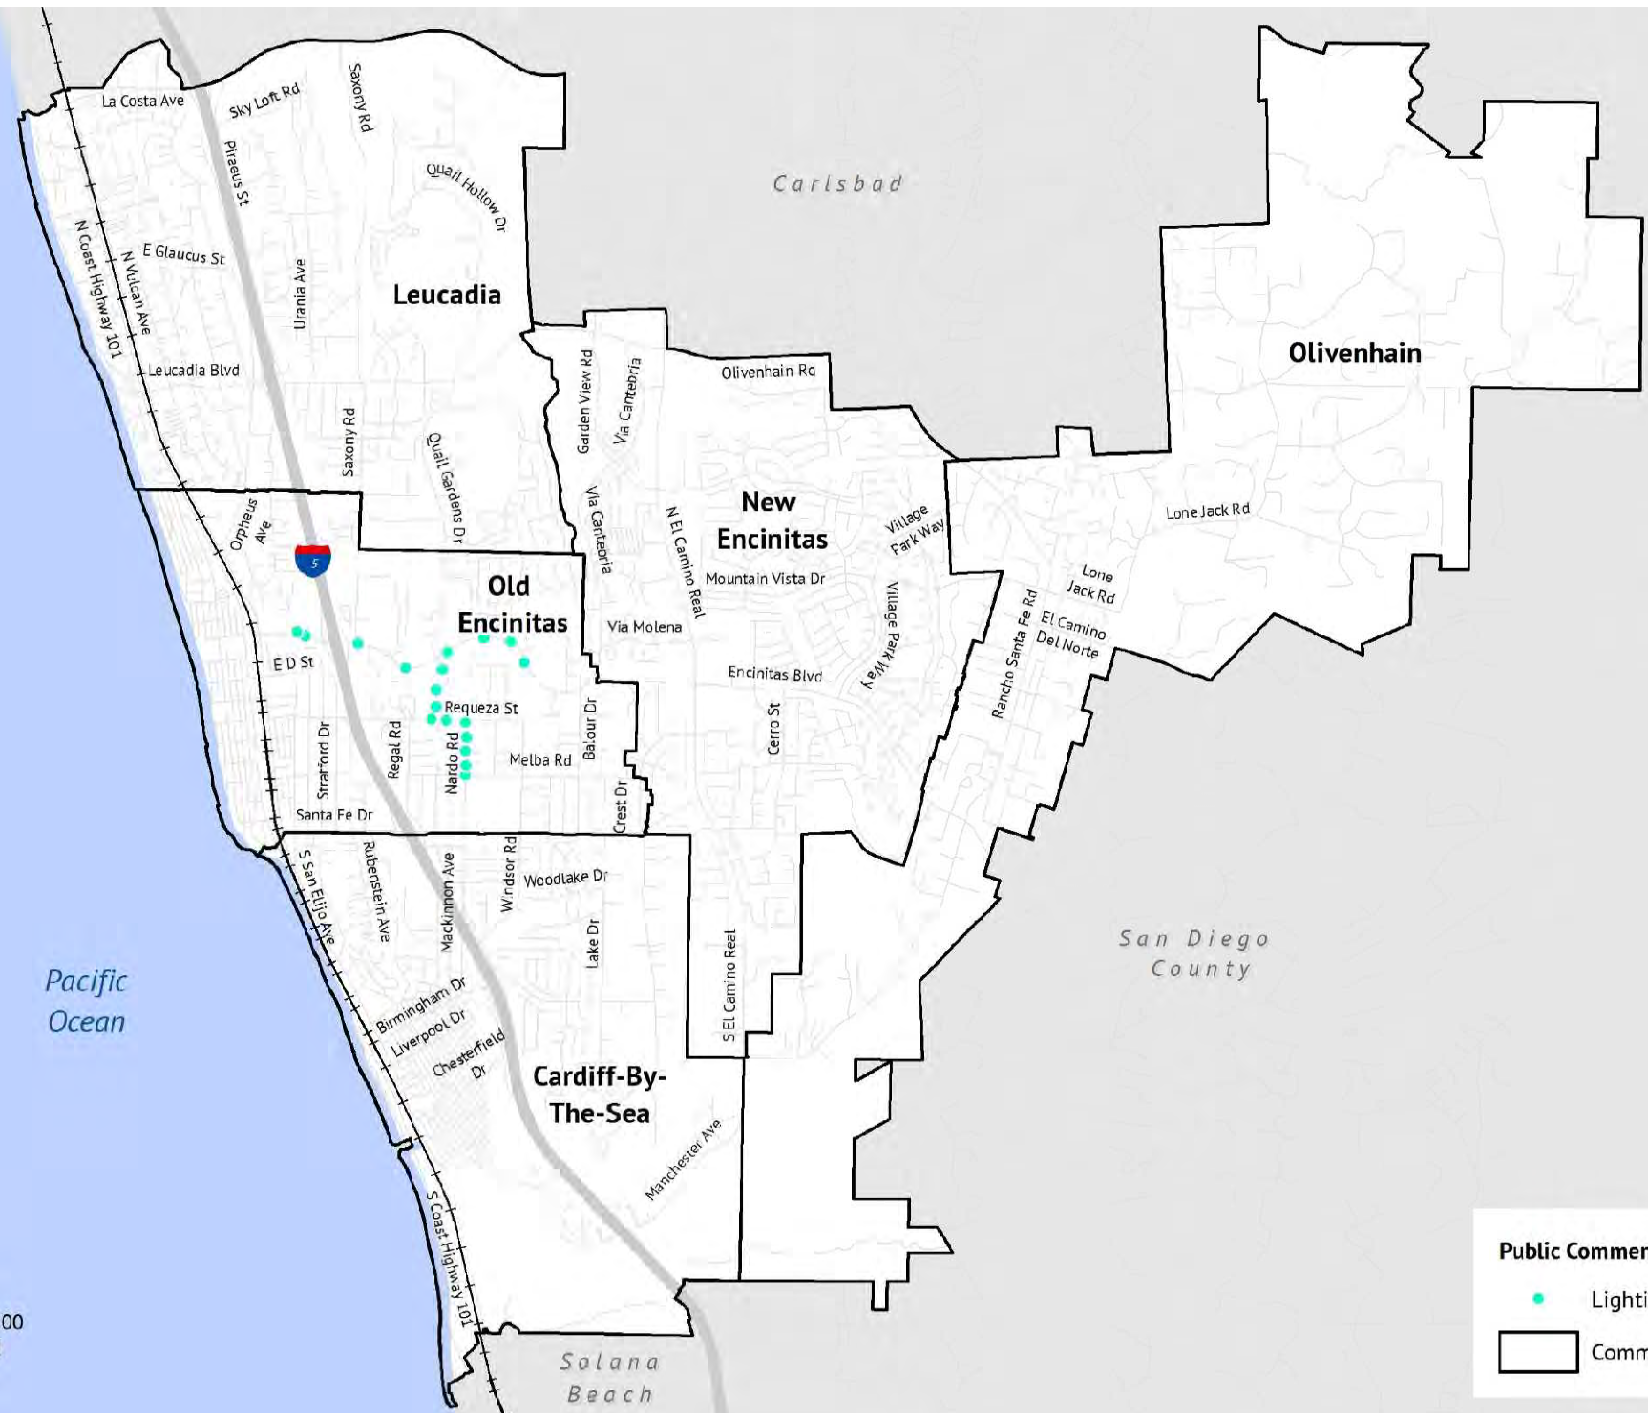 La Costa Ave
Sky Loft Rd
Saxony Rd
Piraeus St
Quail Hollow Dr
Carlsbad
N Coast Highway 101
N Vulcan Ave
E Glaucus St
Urania Ave
Leucadia
Leucadia Blvd
Garden View Rd
Via Cantebria
Olivenhain Rd
Olivenhain
Saxony Rd
Quail Gardens Dr
Orpheus
Ave
5
Via Cantebria
N El Camino Real
New
Encinitas
Village
Park Way
Lone Jack Rd
Mountain Vista Dr
Lone
Jack Rd
Old
Encinitas
Via Molena
Village Park Way
Rancho Santa Fe Rd
El Camino
Del Norte
E D St
Encinitas Blvd
Requeza St
Balour Dr
Cerro St
Stratford Dr
Regal Rd
Nardo Rd
Melba Rd
Santa Fe Dr
Crest Dr
S San Elijo Ave
Rubenstein Ave
Mackinnon Ave
Windsor Rd
Woodlake Dr
Lake Dr
S El Camino Real
San Diego
County
Pacific
Ocean
Birmingham Dr
Liverpool Dr
Chesterfield
Dr
Cardiff-By-
The-Sea
Manchester Ave
S Coast Highway 101
Solana
Beach
00
Public Commen
Lighti
Comm